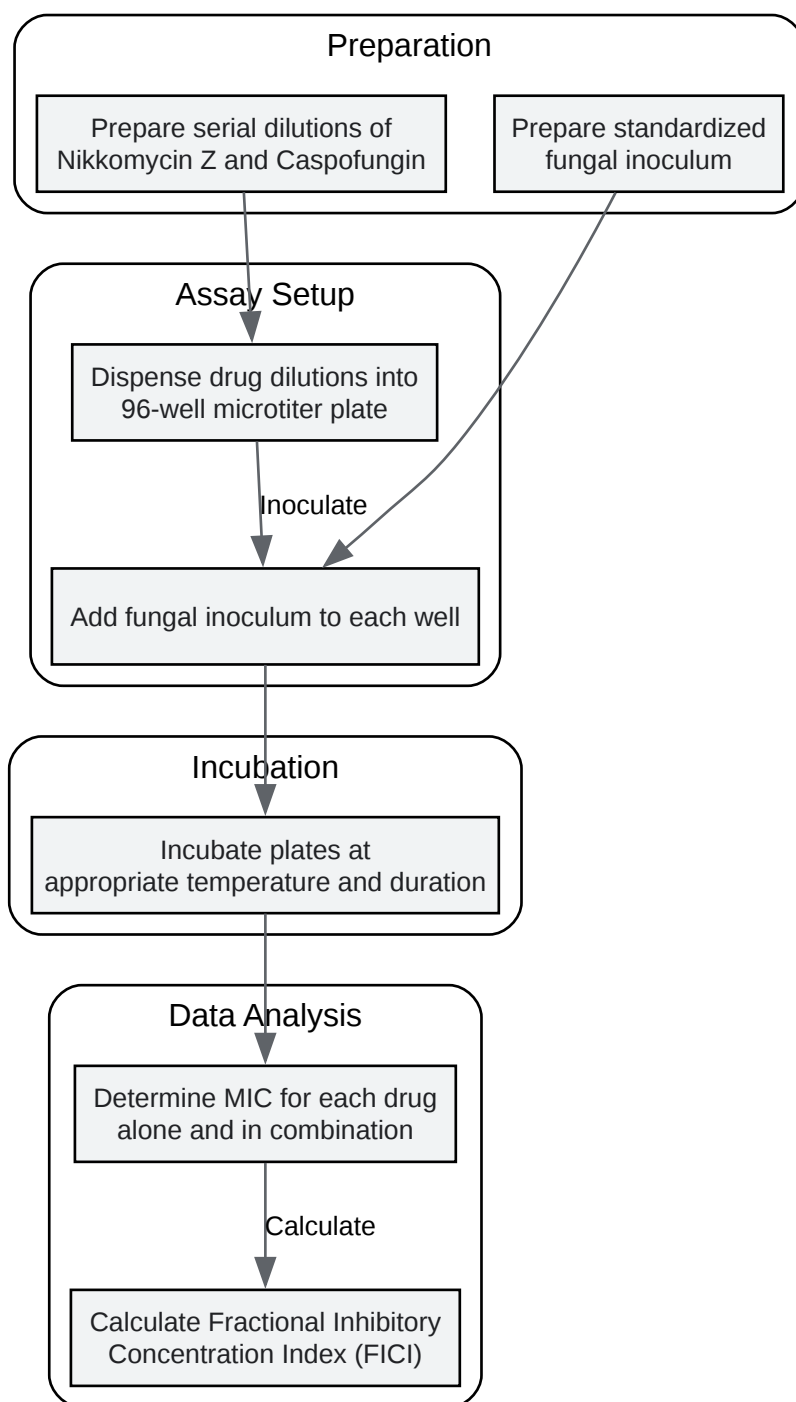 Preparation
Prepare serial dilutions of
Nikkomycin Z and Caspofungin
Prepare standardized
fungal inoculum
Assay Setup
Dispense drug dilutions into
96-well microtiter plate
Inoculate
Add fungal inoculum to each well
Incubation
Incubate plates at
appropriate temperature and duration
Data Analysis
Determine MIC for each drug
alone and in combination
Calculate
Calculate Fractional Inhibitory
Concentration Index (FICI)